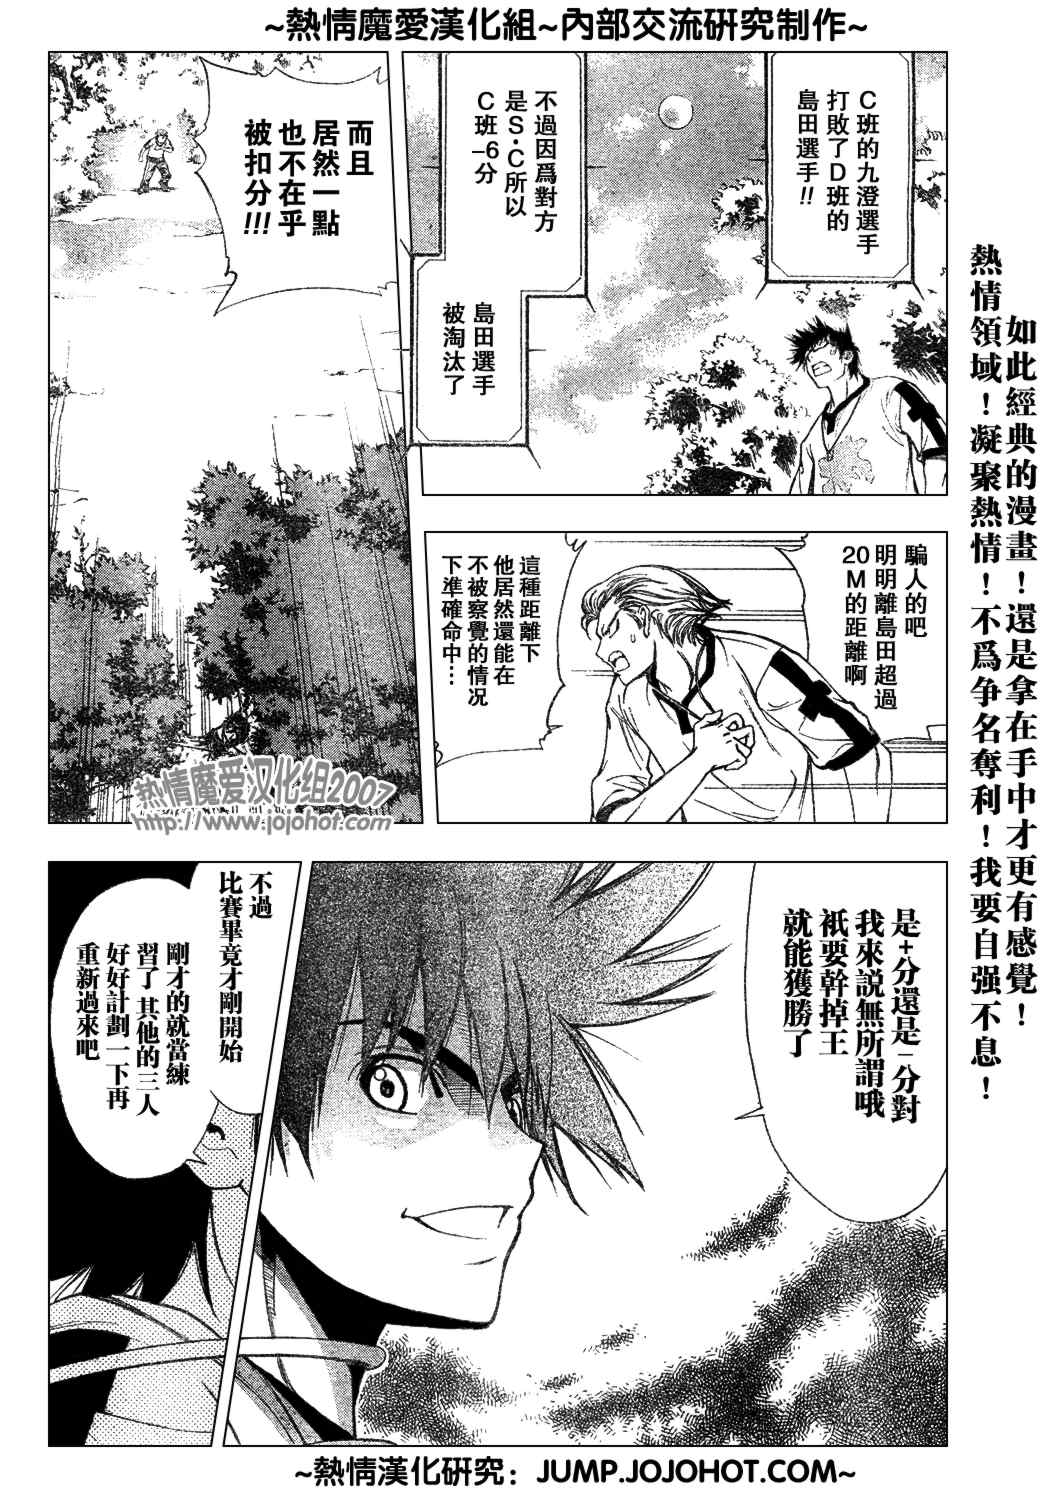 ~熱情魔愛漢化組~內部交流研究制作~
C班的九澄選手
打敗了D班的
島田選手!!
不過因爲對方
是S·C所以
C班-6分
島田選手
被淘汰了
而且
居然一點
也不在乎
被扣分!!!
騙人的吧
明明離島田超過
20M的距離啊
這種距離下
他居然還能在
不被察覺的情況
下準確命中…
-熱情魔爱汉化组2007
http://www.jojohot.com
是+分還是-分對
我來説無所謂哦
衹要幹掉王
就能獲勝了
不過
比賽畢竟才剛開始
剛才的就當練
習了 其他的三人
好好計劃一下再
重新過來吧
如此經典的漫畫！還是拿在手中才更有感覺！
熱情領域！凝聚熱情！不爲争名奪利！我要自强不息！
~熱情漢化研究：JUMP.JOJOHOT.COM~